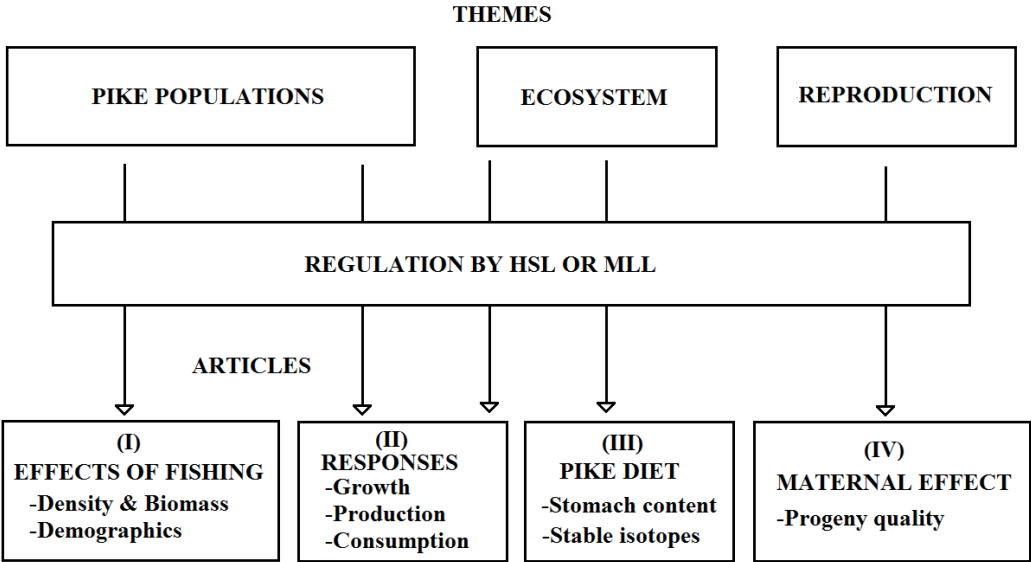 THEMES
PIKE POPULATIONS
ECOSYSTEM
REPRODUCTION
REGULATION BY HSL OR MLL
ARTICLES
(I)
EFFECTS OF FISHING
-Density & Biomass
-Demographics
(II)
RESPONSES
-Growth
-Production
-Consumption
(III)
PIKE DIET
-Stomach content
-Stable isotopes
(IV)
MATERNAL EFFECT
-Progeny quality